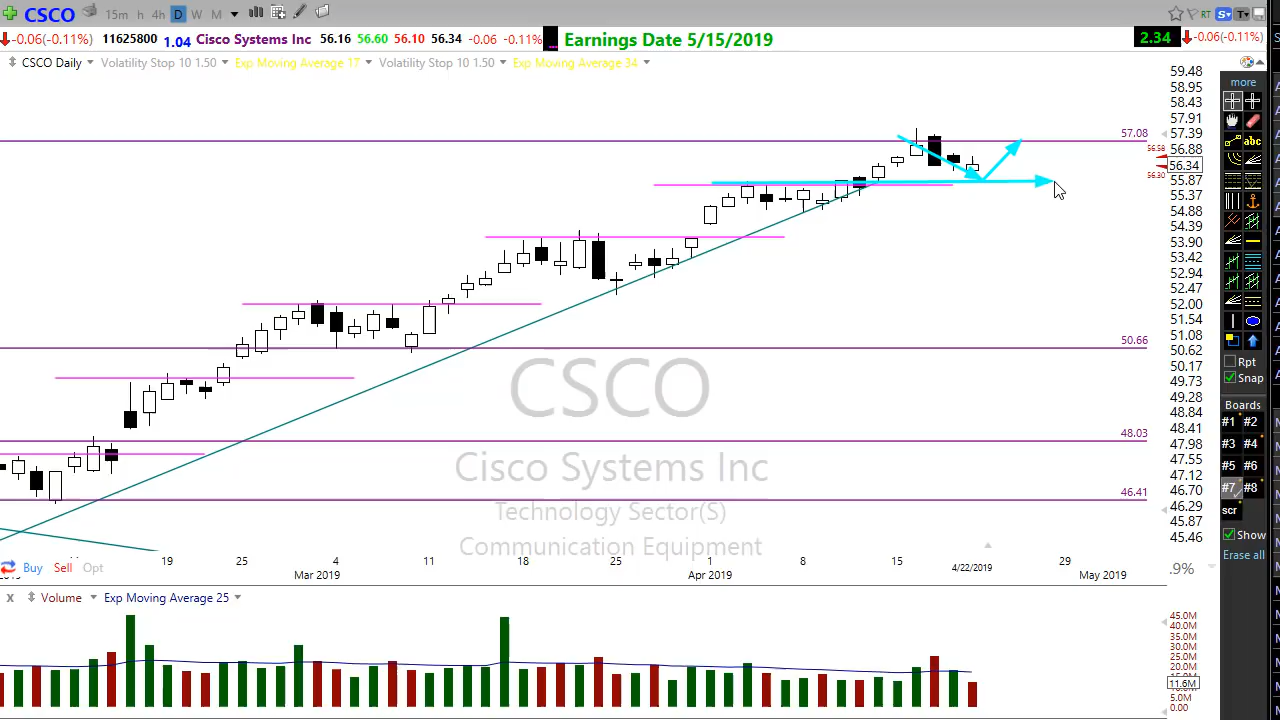 CSCO 15m h 4h D W M RT S T
-0.06(-0.11%) 11625800 1.04 Cisco Systems Inc 56.16 56.60 56.10 56.34 -0.06 -0.11% Earnings Date 5/15/2019 2.34 -0.06(-0.11%)
CSCO Daily Volatility Stop 10 1.50 Exp Moving Average 17 Volatility Stop 10 1.50 Exp Moving Average 34
59.48
58.95
58.43
57.91
57.39
56.88
56.34
55.87
55.37
54.88
54.39
53.90
53.42
52.94
52.47
52.00
51.54
51.08
50.62
50.17
49.73
49.28
48.84
48.41
47.98
47.55
47.12
46.70
46.29
45.87
45.46
57.08
56.58
56.30
50.66
48.03
46.41
CSCO
Cisco Systems Inc
Technology Sector(S)
Communication Equipment
more
abc
Rpt
Snap
Boards
#1 #2
#3 #4
#5 #6
#7 #8
scr
Show
Erase all
19 25 4 11 18 25 1 8 15 4/22/2019 29
Buy Sell Opt
Mar 2019 Apr 2019 May 2019
.9%
x Volume Exp Moving Average 25
45.0M
40.0M
35.0M
30.0M
25.0M
20.0M
11.6M
5.0M
0.00